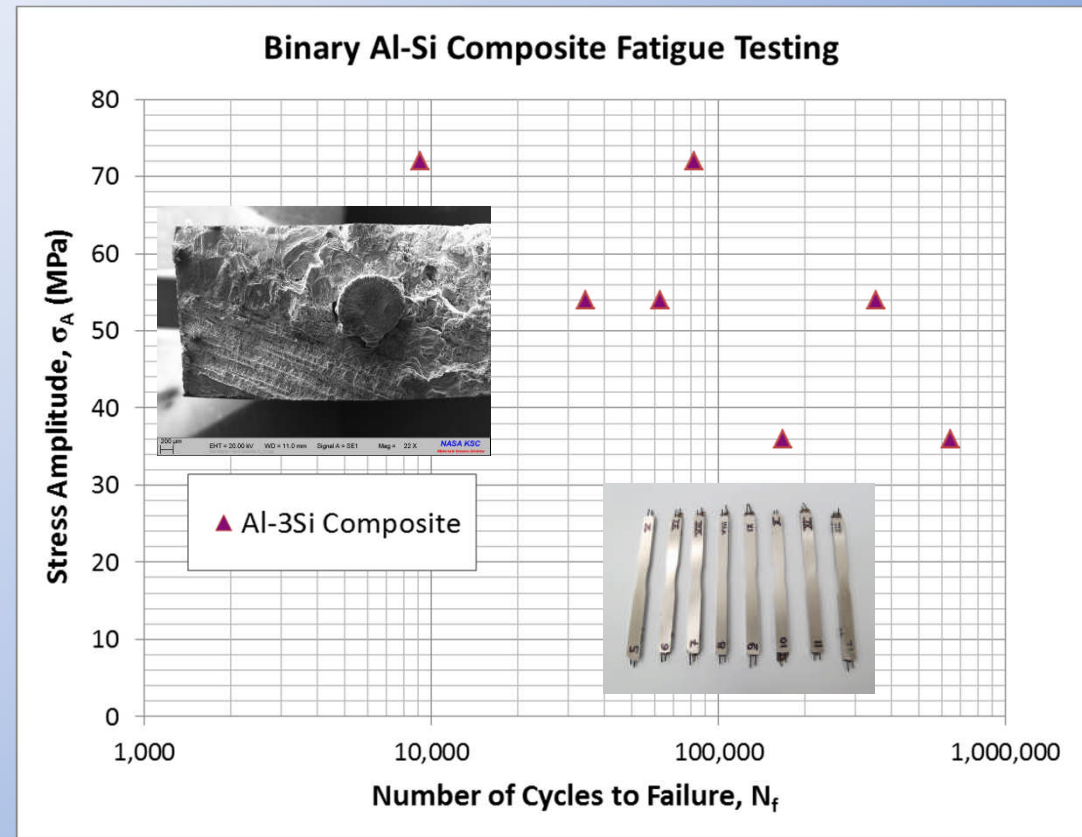 Binary Al-Si Composite Fatigue Testing
80
70
60
50
40
30
20
10
0
Stress Amplitude, σA (MPa)
200 µm
EHT = 20.00 kV WD = 11.0 mm Signal A = SE1 Mag = 22 X NASA KSC
Al-3Si Composite
5 6 7 8 9 10 11
1,000 10,000 100,000 1,000,000
Number of Cycles to Failure, Nf